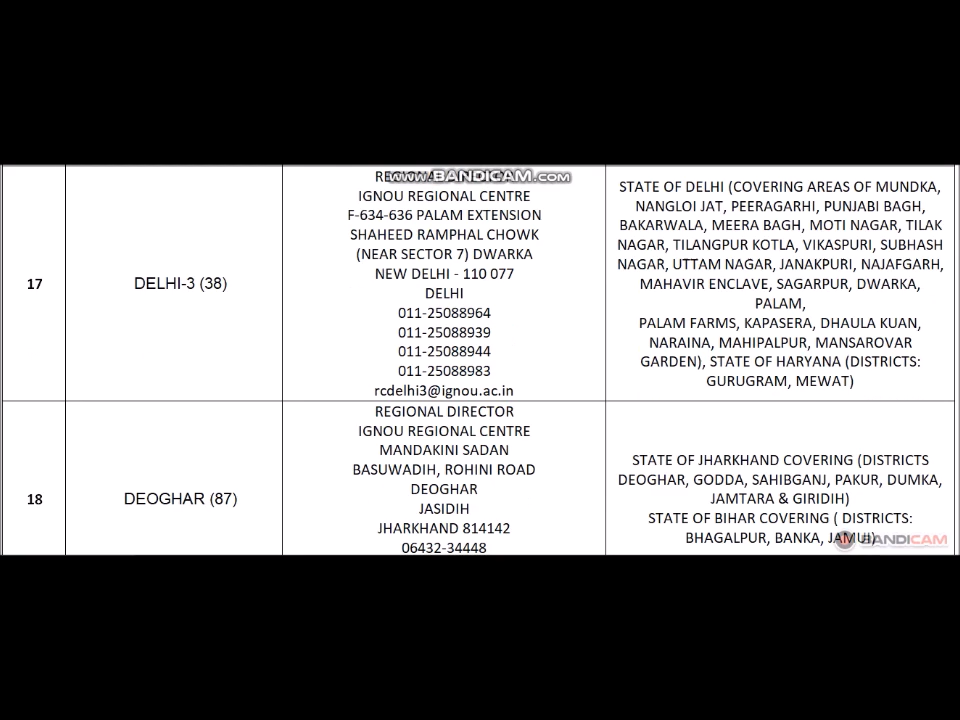 www.BANDICAM.com
17
DELHI-3 (38)
IGNOU REGIONAL CENTRE
F-634-636 PALAM EXTENSION
SHAHEED RAMPHAL CHOWK
(NEAR SECTOR 7) DWARKA
NEW DELHI - 110 077
DELHI
011-25088964
011-25088939
011-25088944
011-25088983
rcdelhi3@ignou.ac.in
STATE OF DELHI (COVERING AREAS OF MUNDKA,
NANGLOI JAT, PEERAGARHI, PUNJABI BAGH,
BAKARWALA, MEERA BAGH, MOTI NAGAR, TILAK
NAGAR, TILANGPUR KOTLA, VIKASPURI, SUBHASH
NAGAR, UTTAM NAGAR, JANAKPURI, NAJAFGARH,
MAHAVIR ENCLAVE, SAGARPUR, DWARKA,
PALAM,
PALAM FARMS, KAPASERA, DHAULA KUAN,
NARAINA, MAHIPALPUR, MANSAROVAR
GARDEN), STATE OF HARYANA (DISTRICTS:
GURUGRAM, MEWAT)
18
DEOGHAR (87)
REGIONAL DIRECTOR
IGNOU REGIONAL CENTRE
MANDAKINI SADAN
BASUWADIH, ROHINI ROAD
DEOGHAR
JASIDIH
JHARKHAND 814142
06432-34448
STATE OF JHARKHAND COVERING (DISTRICTS
DEOGHAR, GODDA, SAHIBGANJ, PAKUR, DUMKA,
JAMTARA & GIRIDIH)
STATE OF BIHAR COVERING ( DISTRICTS:
BHAGALPUR, BANKA, JAMUI)
BANDICAM